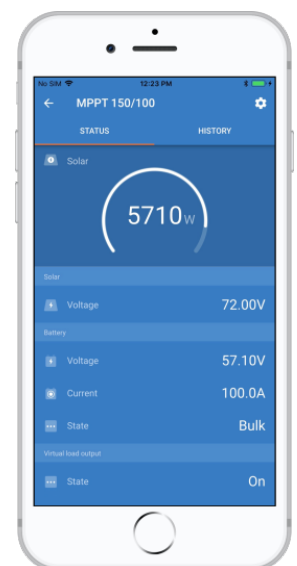 No SIM 12:23 PM
MPPT 150/100
STATUS HISTORY
Solar
5710W
Solar
Voltage 72.00V
Battery
Voltage 57.10V
Current 100.0A
State Bulk
Virtual load output
State On